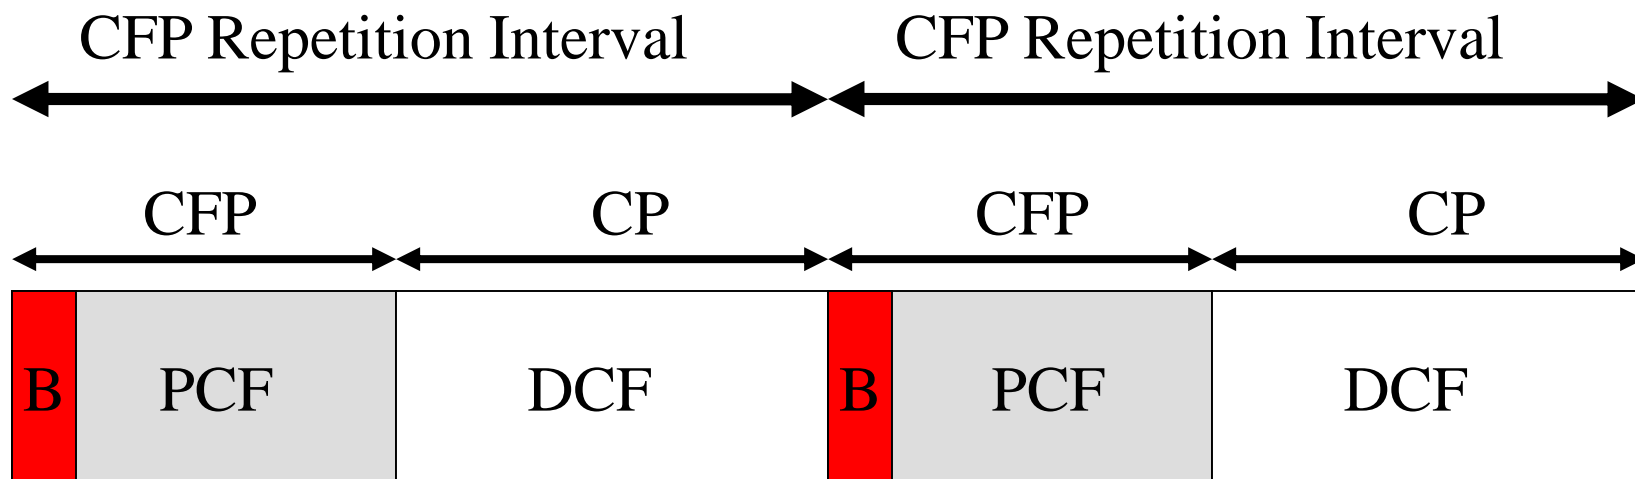 CFP Repetition Interval CFP Repetition Interval
CFP CP CFP CP
B PCF DCF B PCF DCF